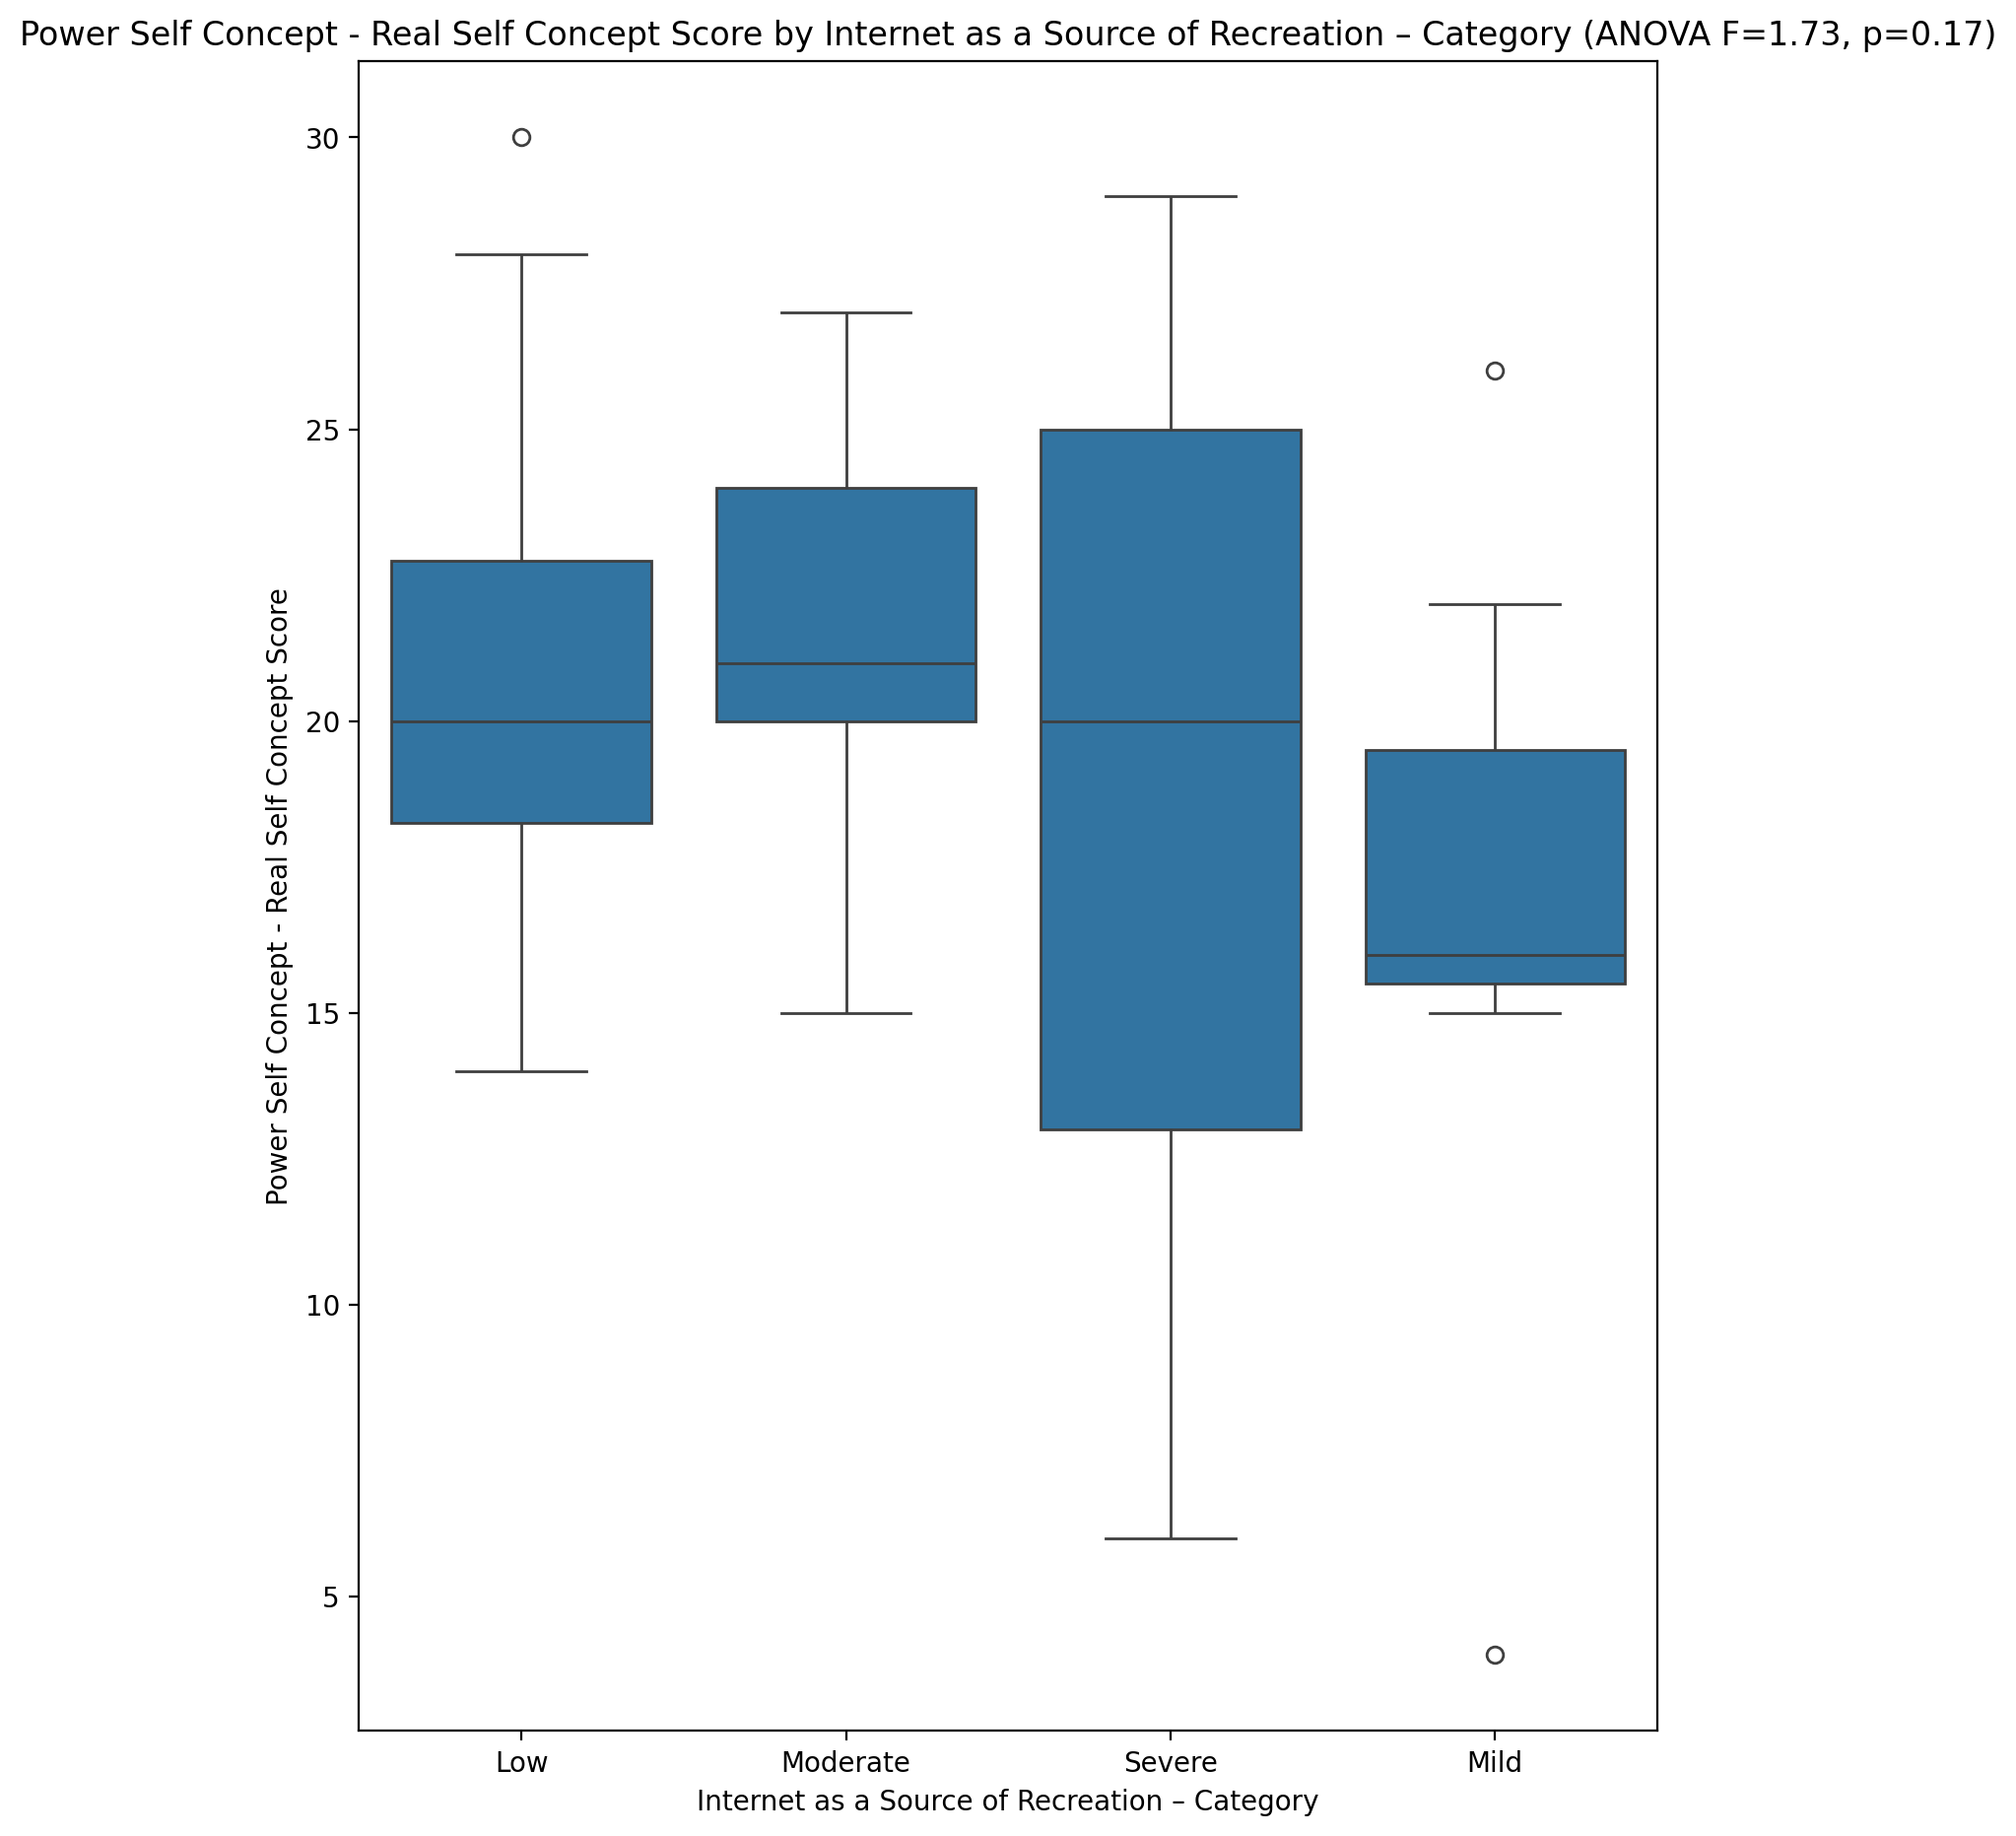 Power Self Concept - Real Self Concept Score by Internet as a Source of Recreation – Category (ANOVA F=1.73, p=0.17)
Power Self Concept - Real Self Concept Score
30
25
20
15
10
5
Low Moderate Severe Mild
Internet as a Source of Recreation – Category